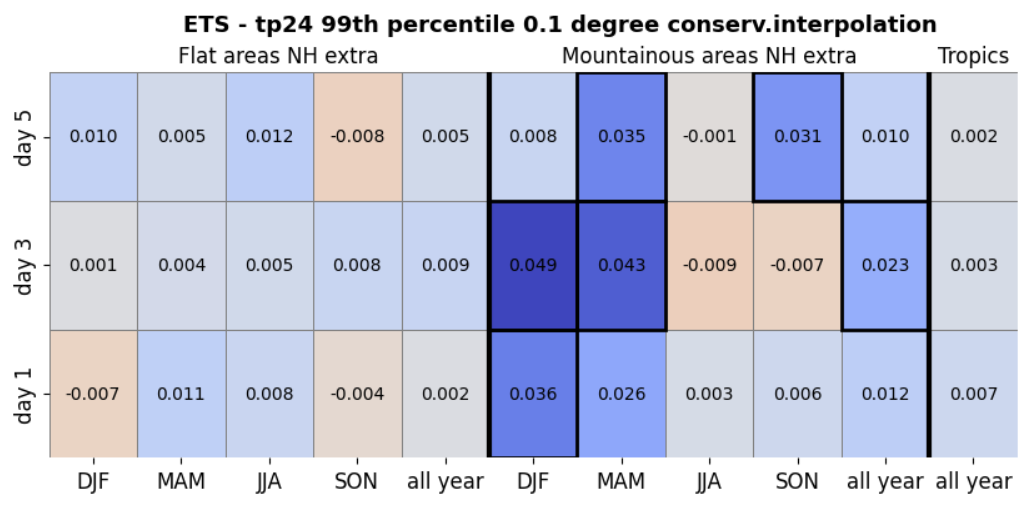 ETS - tp24 99th percentile 0.1 degree conserv.interpolation
Flat areas NH extra Mountainous areas NH extra Tropics
day 5 0.010 0.005 0.012 -0.008 0.005 0.008 0.035 -0.001 0.031 0.010 0.002
day 3 0.001 0.004 0.005 0.008 0.009 0.049 0.043 -0.009 -0.007 0.023 0.003
day 1 -0.007 0.011 0.008 -0.004 0.002 0.036 0.026 0.003 0.006 0.012 0.007
DJF MAM JJA SON all year DJF MAM JJA SON all year all year